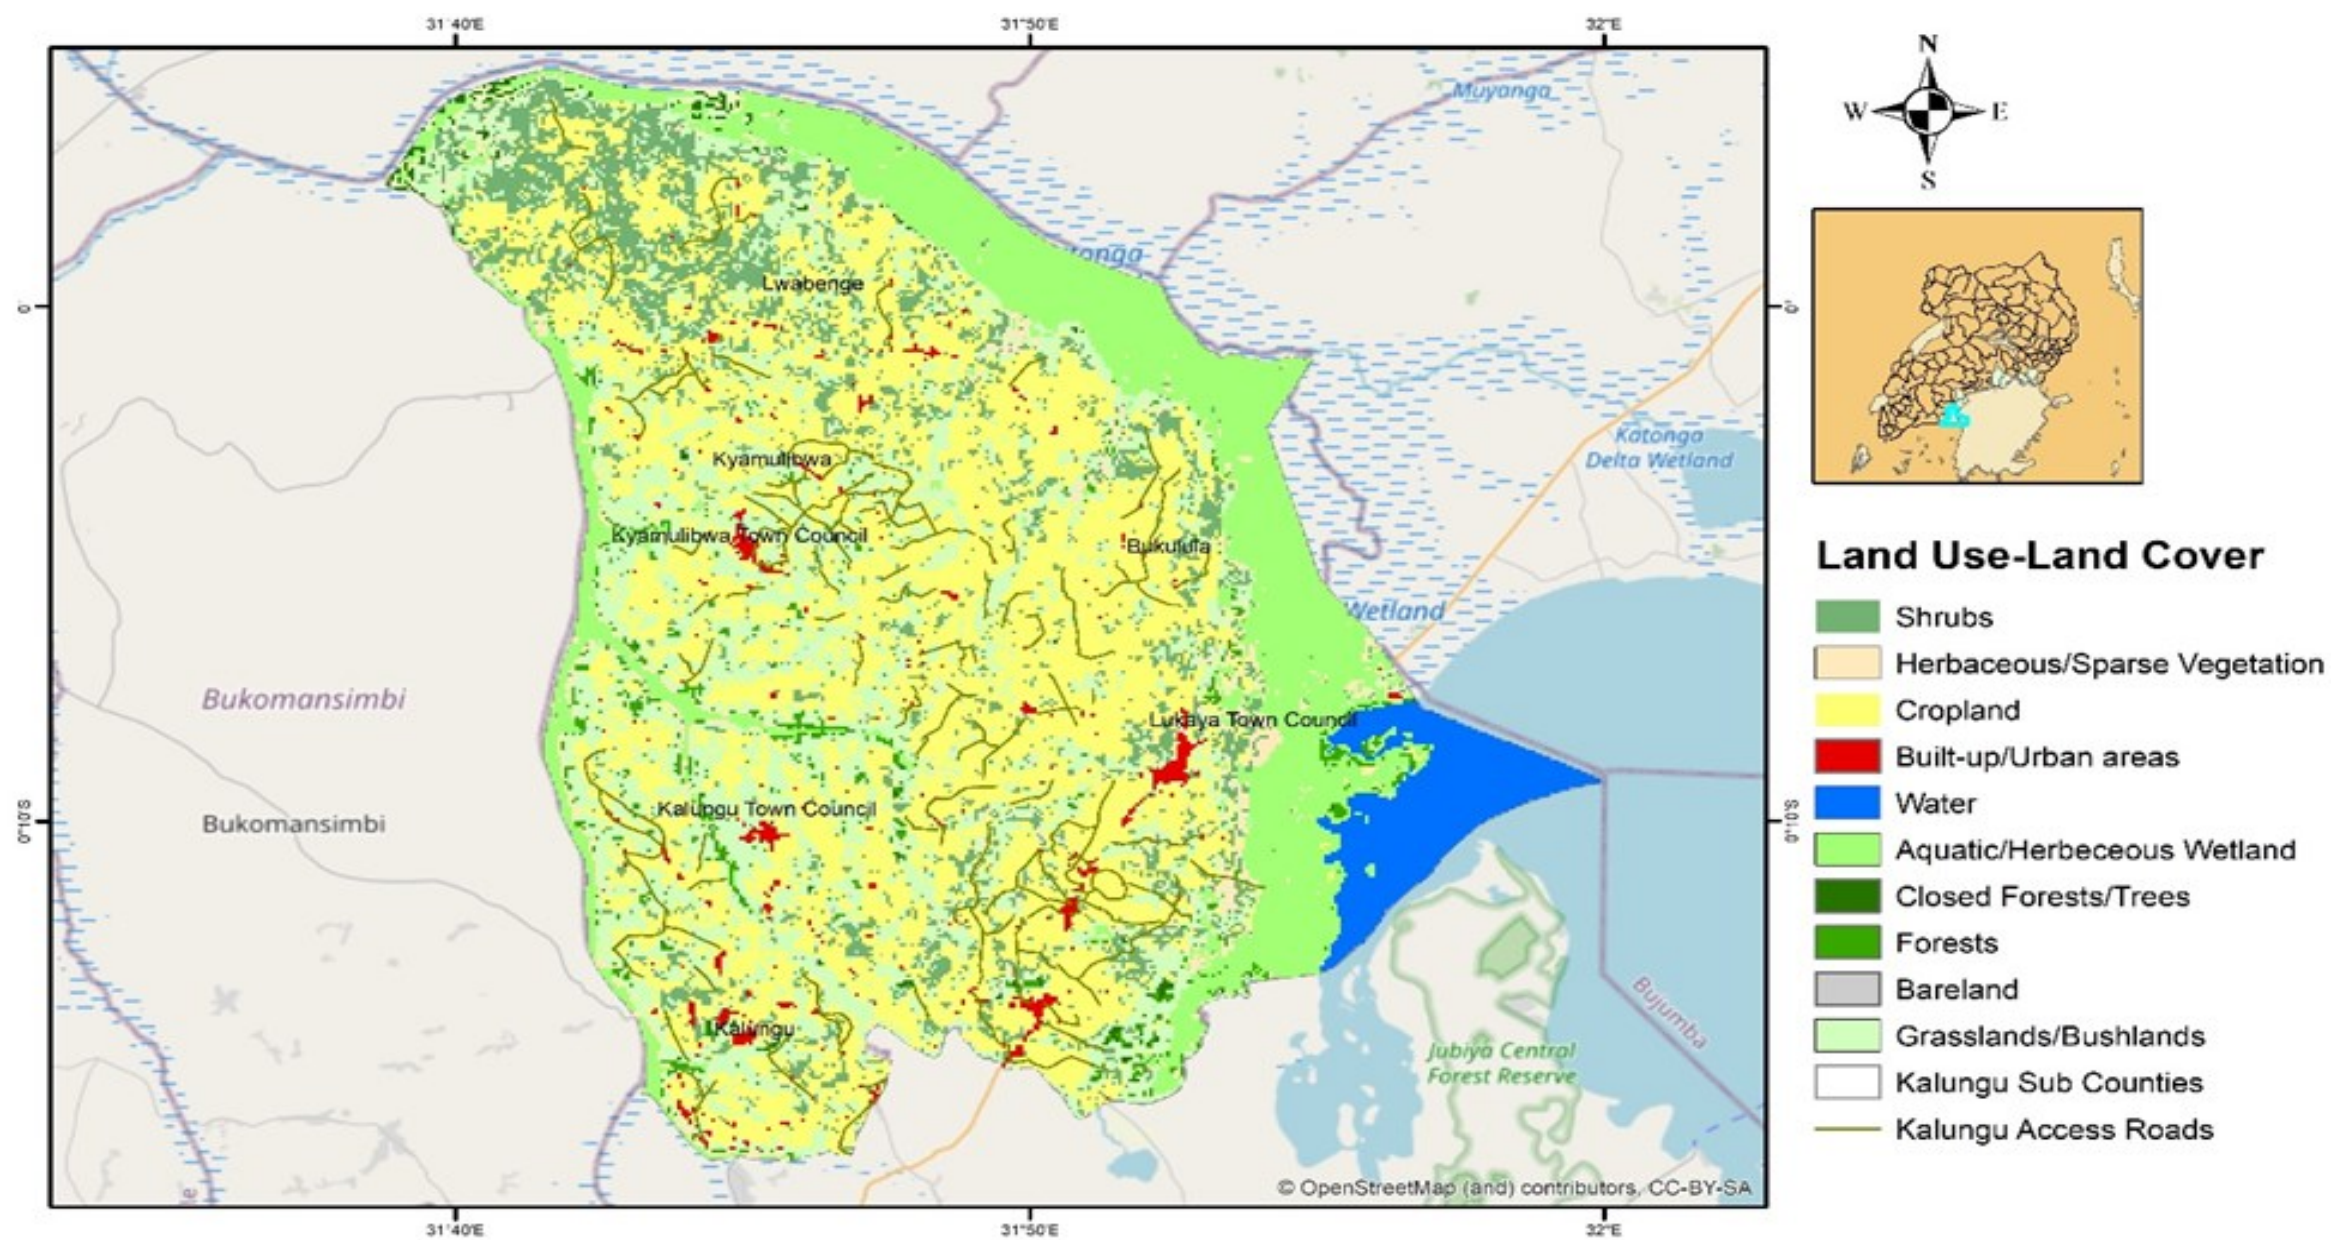 31°40'E 31°50'E 32°E
N
W E
S
Muyanga
tonga
Lwabenge
0° 0°
Katonga
Delta Wetland
Kyamulibwa
Kyamulibwa Town Council
Bukulula
Wetland
Bukomansimbi
Lukaya Town Council
Kalungu Town Council
Bukomansimbi
0°10'S 0°10'S
Bujumba
Kalungu
Jubiya Central
Forest Reserve
le
© OpenStreetMap (and) contributors, CC-BY-SA
31°40'E 31°50'E 32°E
Land Use-Land Cover
Shrubs
Herbaceous/Sparse Vegetation
Cropland
Built-up/Urban areas
Water
Aquatic/Herbeceous Wetland
Closed Forests/Trees
Forests
Bareland
Grasslands/Bushlands
Kalungu Sub Counties
Kalungu Access Roads